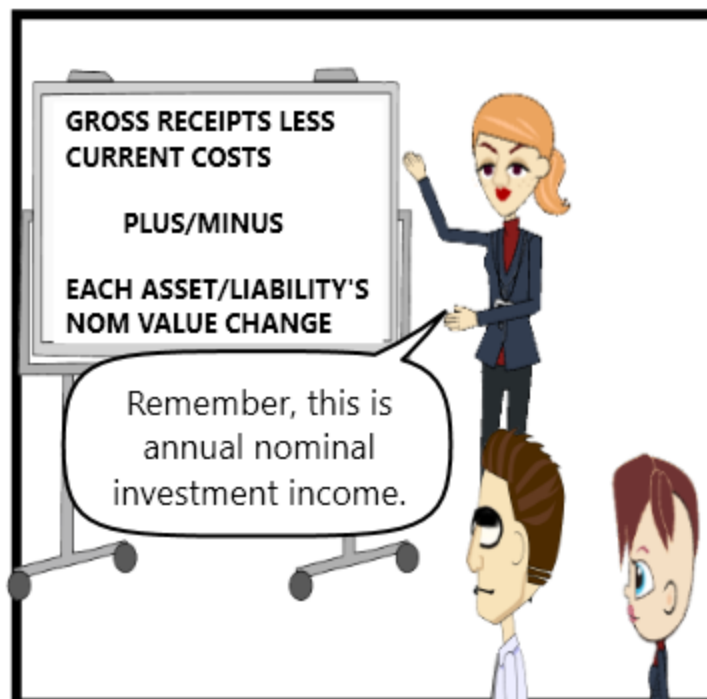 GROSS RECEIPTS LESS
CURRENT COSTS
PLUS/MINUS
EACH ASSET/LIABILITY'S
NOM VALUE CHANGE
Remember, this is
annual nominal
investment income.